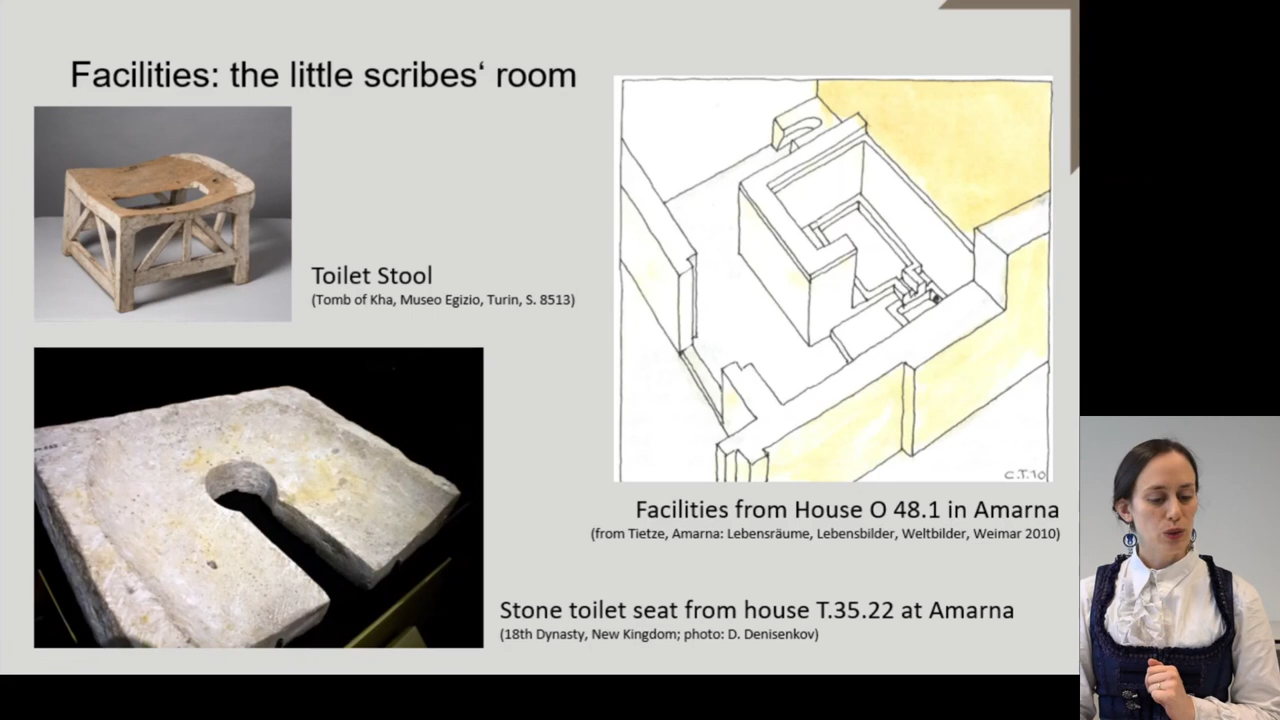 Facilities: the little scribes‘ room
Toilet Stool
(Tomb of Kha, Museo Egizio, Turin, S. 8513)
C.T.10
Facilities from House O 48.1 in Amarna
(from Tietze, Amarna: Lebensräume, Lebensbilder, Weltbilder, Weimar 2010)
Stone toilet seat from house T.35.22 at Amarna
(18th Dynasty, New Kingdom; photo: D. Denisenkov)